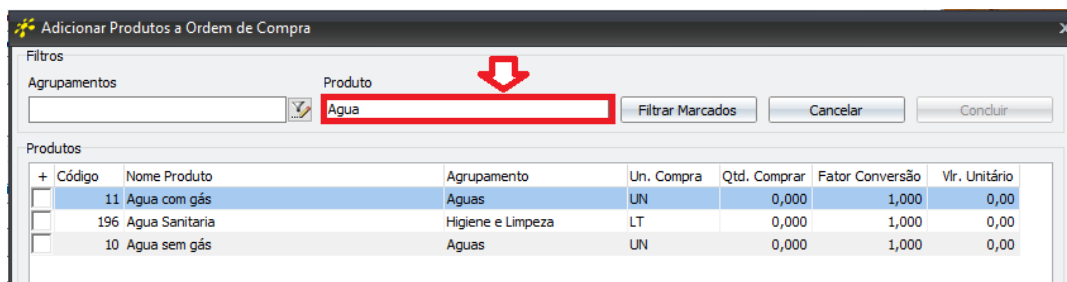 Adicionar Produtos a Ordem de Compra
Filtros
Agrupamentos Produto
Agua Filtrar Marcados Cancelar Concluir
Produtos
+ Código Nome Produto Agrupamento Un. Compra Qtd. Comprar Fator Conversão Vlr. Unitário
11 Agua com gás Aguas UN 0,000 1,000 0,00
196 Agua Sanitaria Higiene e Limpeza LT 0,000 1,000 0,00
10 Agua sem gás Aguas UN 0,000 1,000 0,00